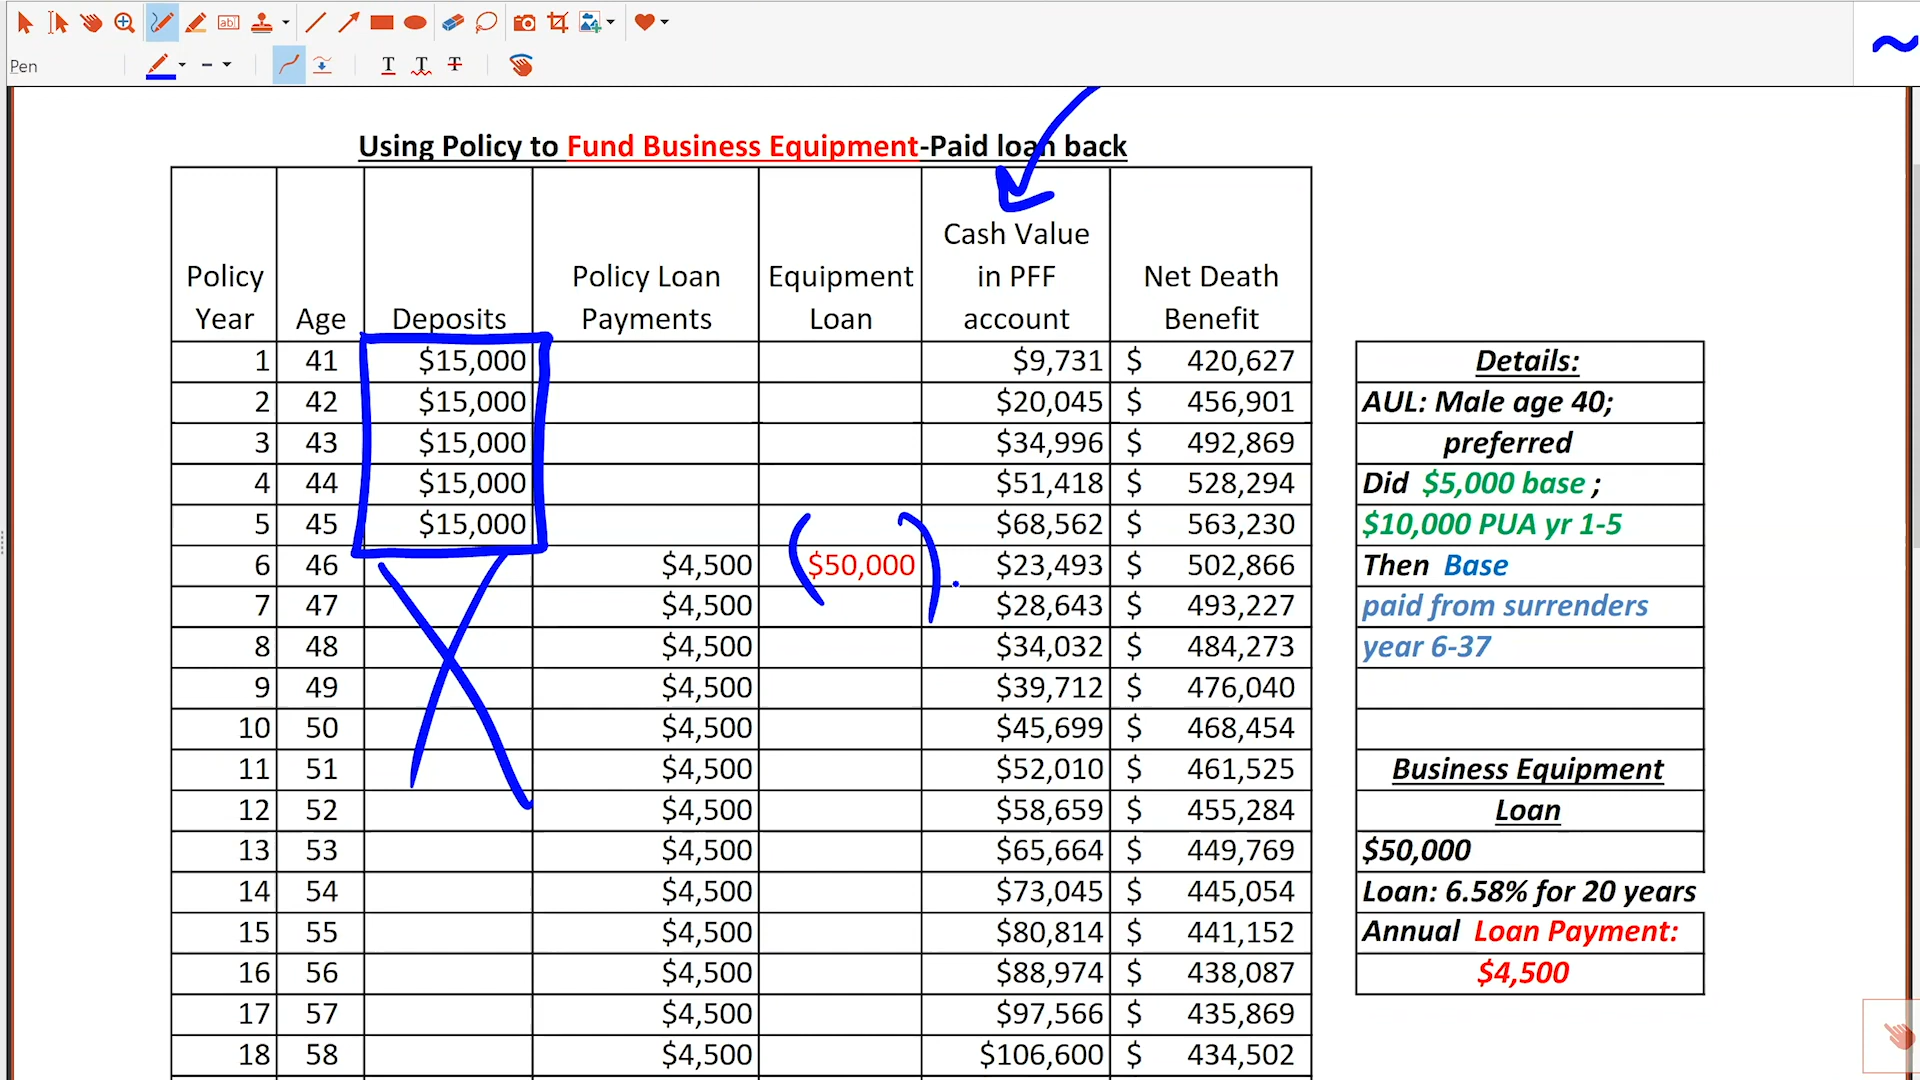 Pen
Using Policy to Fund Business Equipment-Paid loan back
Policy Year Age Deposits Policy Loan Payments Equipment Loan Cash Value in PFF account Net Death Benefit
1 41 $15,000 $9,731 $ 420,627
2 42 $15,000 $20,045 $ 456,901
3 43 $15,000 $34,996 $ 492,869
4 44 $15,000 $51,418 $ 528,294
5 45 $15,000 $68,562 $ 563,230
6 46 $4,500 $50,000 $23,493 $ 502,866
7 47 $4,500 $28,643 $ 493,227
8 48 $4,500 $34,032 $ 484,273
9 49 $4,500 $39,712 $ 476,040
10 50 $4,500 $45,699 $ 468,454
11 51 $4,500 $52,010 $ 461,525
12 52 $4,500 $58,659 $ 455,284
13 53 $4,500 $65,664 $ 449,769
14 54 $4,500 $73,045 $ 445,054
15 55 $4,500 $80,814 $ 441,152
16 56 $4,500 $88,974 $ 438,087
17 57 $4,500 $97,566 $ 435,869
18 58 $4,500 $106,600 $ 434,502
Details:
AUL: Male age 40;
preferred
Did $5,000 base ;
$10,000 PUA yr 1-5
Then Base
paid from surrenders
year 6-37
Business Equipment
Loan
$50,000
Loan: 6.58% for 20 years
Annual Loan Payment:
$4,500